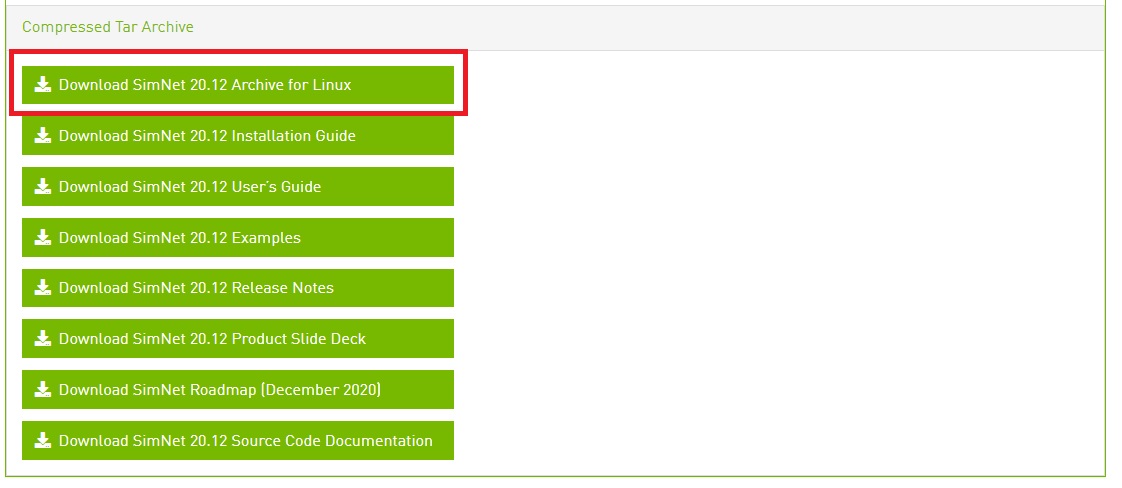 Compressed Tar Archive
Download SimNet 20.12 Archive for Linux
Download SimNet 20.12 Installation Guide
Download SimNet 20.12 User's Guide
Download SimNet 20.12 Examples
Download SimNet 20.12 Release Notes
Download SimNet 20.12 Product Slide Deck
Download SimNet Roadmap (December 2020)
Download SimNet 20.12 Source Code Documentation